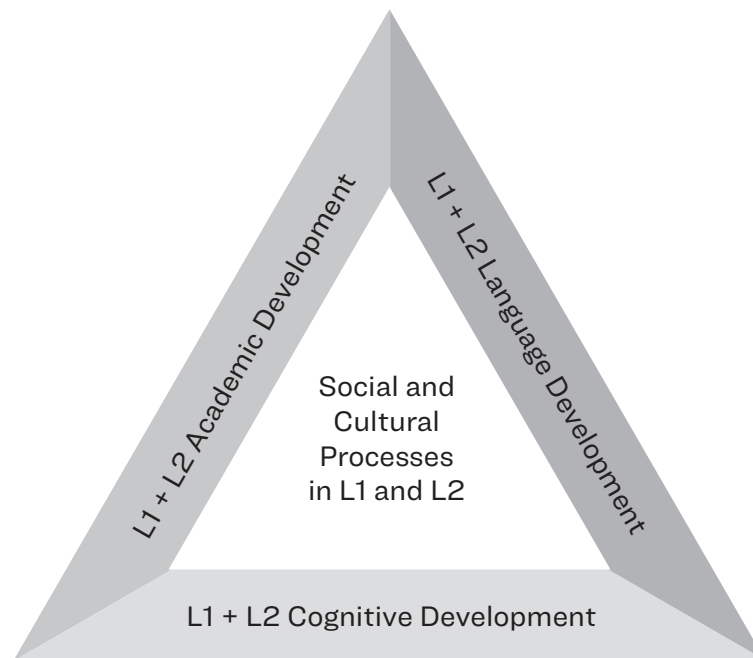 L1 + L2 Academic Development
L1 + L2 Language Development
Social and
Cultural
Processes
in L1 and L2
L1 + L2 Cognitive Development